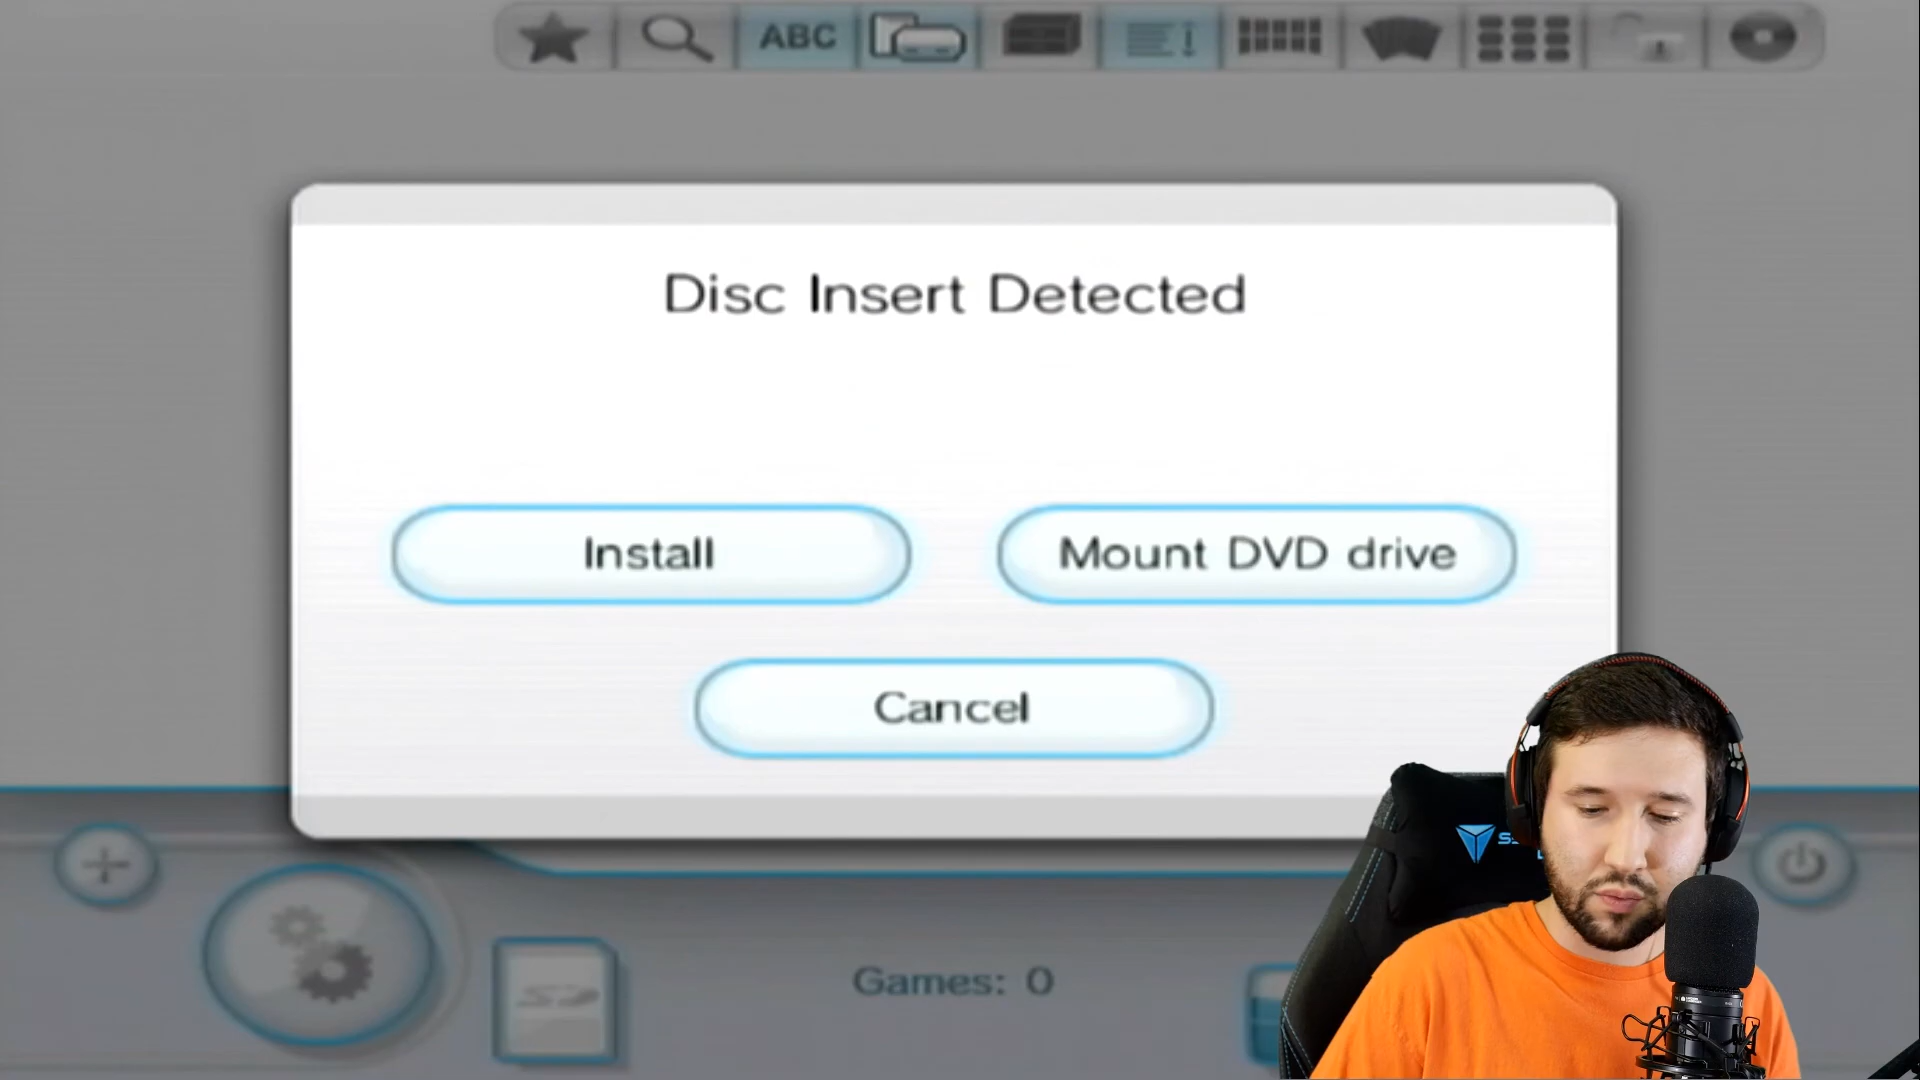 ABC
Disc Insert Detected
Install
Mount DVD drive
Cancel
Games: 0